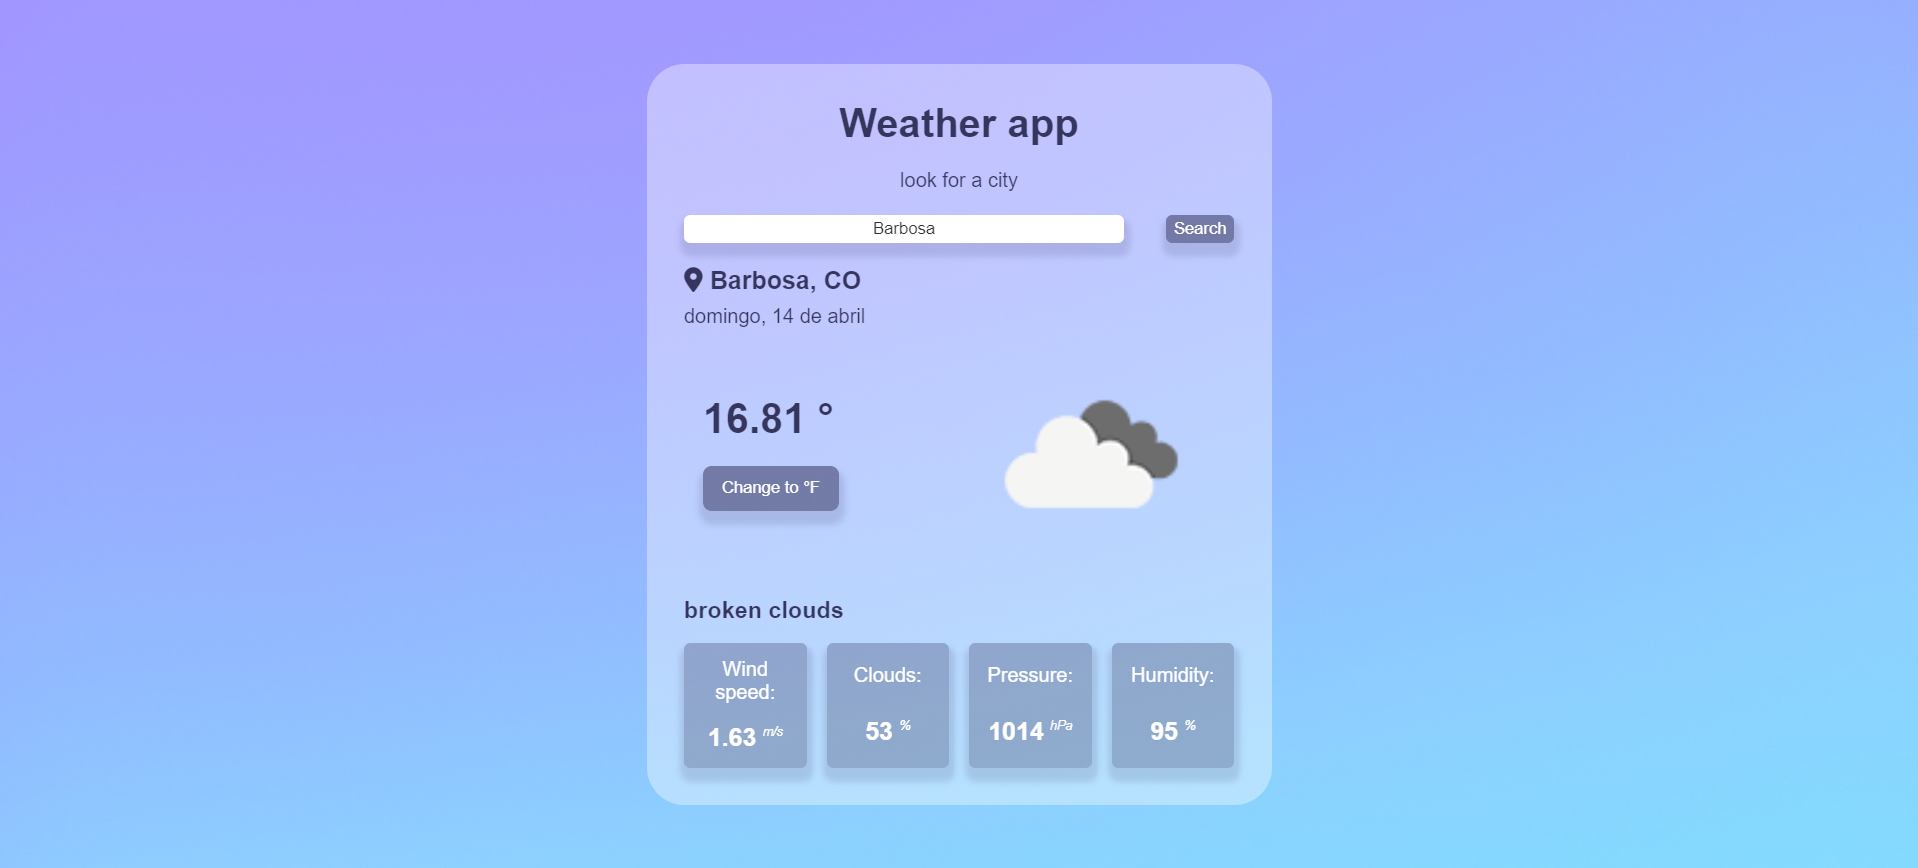 Weather app
look for a city
Barbosa
Search
Barbosa, CO
domingo, 14 de abril
16.81 °
Change to °F
broken clouds
Wind
speed:
1.63 m/s
Clouds:
53 %
Pressure:
1014 hPa
Humidity:
95 %